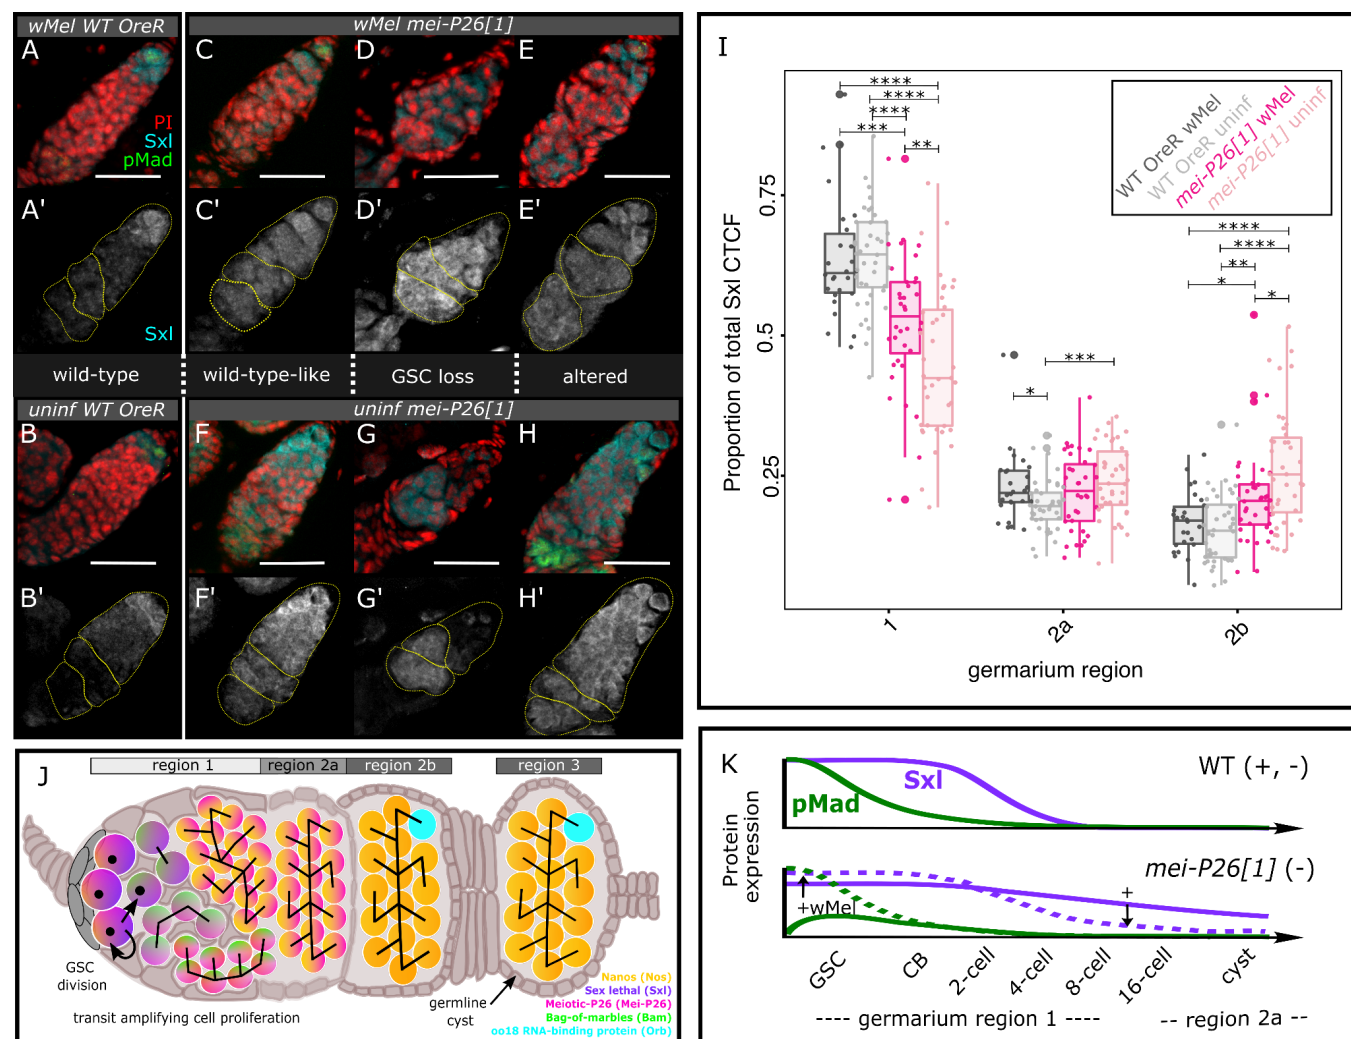 wMel WT OreR
wMel mei-P26[1]
A
C
D
E
PI
Sxl
pMad
A'
C'
D'
E'
Sxl
wild-type
wild-type-like
GSC loss
altered
uninf WT OreR
uninf mei-P26[1]
B
F
G
H
B'
F'
G'
H'
I
Proportion of total Sxl CTCF
0.75
0.5
0.25
****
****
****
***
**
*
***
****
****
**
*
*
WT OreR wMel
WT OreR uninf
mei-P26[1] wMel
mei-P26[1] uninf
1
2a
2b
germarium region
J
region 1
region 2a
region 2b
region 3
GSC
division
transit amplifying cell proliferation
germline
cyst
Nanos (Nos)
Sex lethal (Sxl)
Meiotic-P26 (Mei-P26)
Bag-of-marbles (Bam)
oo18 RNA-binding protein (Orb)
K
Protein
expression
Sxl
pMad
WT (+, -)
mei-P26[1] (-)
+wMel
+
GSC
CB
2-cell
4-cell
8-cell
16-cell
cyst
---- germarium region 1 ----
-- region 2a --